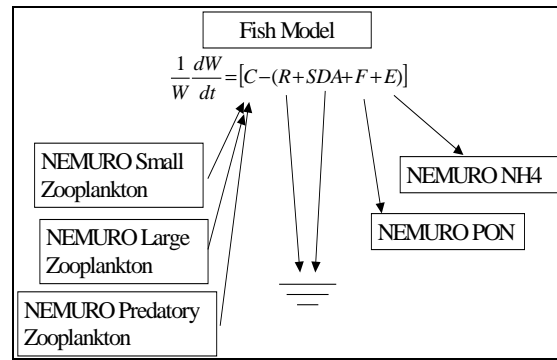 Fish Model
1/W dW/dt=[C−(R+SDA+F+E)]
NEMURO Small
Zooplankton
NEMURO Large
Zooplankton
NEMURO Predatory
Zooplankton
NEMURO NH4
NEMURO PON